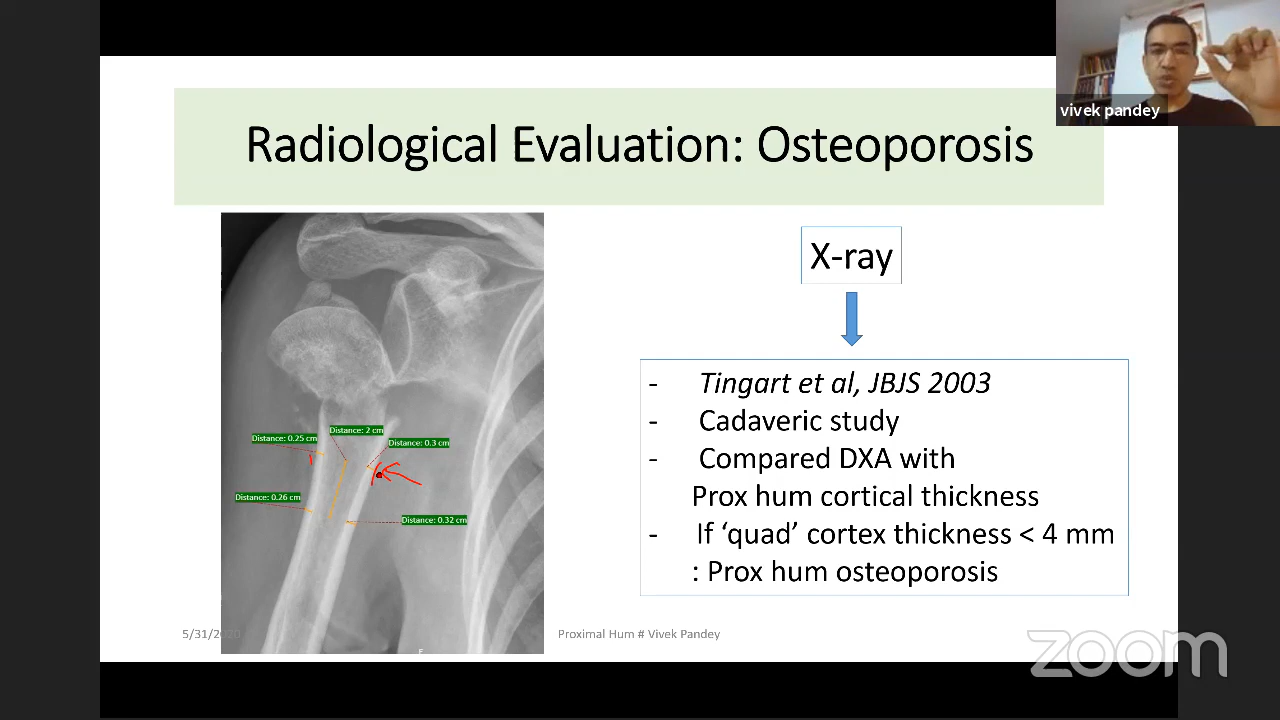 vivek pandey
Radiological Evaluation: Osteoporosis
X-ray
- Tingart et al, JBJS 2003
- Cadaveric study
- Compared DXA with
Prox hum cortical thickness
- If ‘quad’ cortex thickness < 4 mm
: Prox hum osteoporosis
Distance: 2 cm
Distance: 0.25 cm
Distance: 0.3 cm
Distance: 0.26 cm
Distance: 0.32 cm
5/31/2020
Proximal Hum # Vivek Pandey
zoom